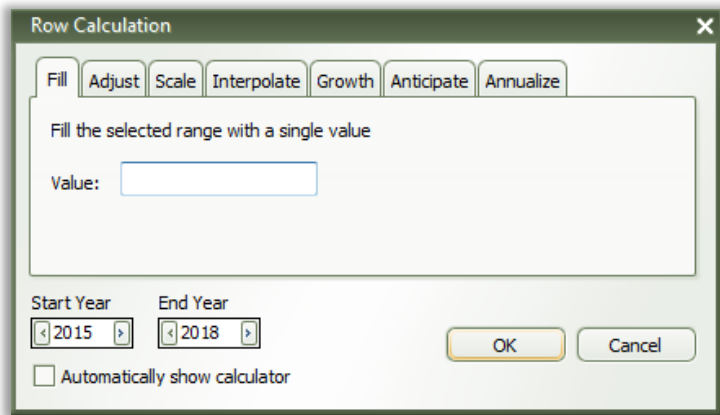 Row Calculation
Fill Adjust Scale Interpolate Growth Anticipate Annualize
Fill the selected range with a single value
Value:
Start Year End Year
2015 2018
OK Cancel
Automatically show calculator